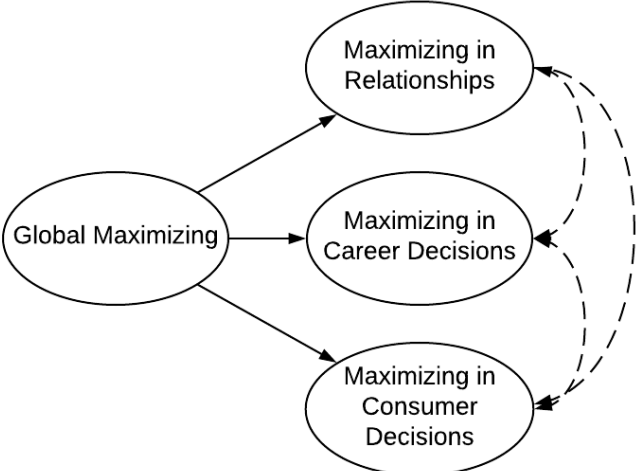 Maximizing in
Relationships
Global Maximizing
Maximizing in
Career Decisions
Maximizing in
Consumer
Decisions